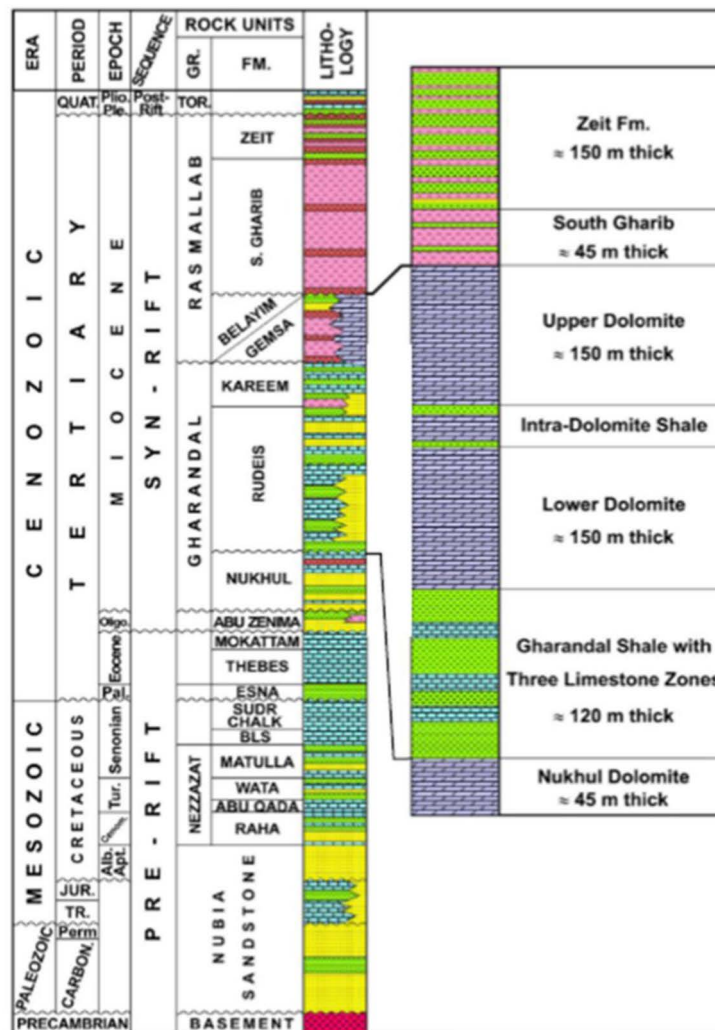 ERA
PERIOD
EPOCH
SEQUENCE
ROCK UNITS
GR.
FM.
LITHO-
LOGY
CENOZOIC
MESOZOIC
PALEOZOIC
PRECAMBRIAN
QUAT.
TERTIARY
CRETACEOUS
JUR.
TR.
Perm
CARBON.
Plio.
Ple.
MIOCENE
Oligo.
Eocene
Pal.
Senonian
Tur.
Cenom.
Alb.
Apt.
Post-
Rift
SYN-RIFT
PRE-RIFT
TOR.
RAS MALLAB
GHARANDAL
NEZZAZAT
ZEIT
S. GHARIB
BELAYIM
GEMSA
KAREEM
RUDEIS
NUKHUL
ABU ZENIMA
MOKATTAM
THEBES
ESNA
SUDR
CHALK
BLS
MATULLA
WATA
ABU QADA
RAHA
NUBIA
SANDSTONE
BASEMENT
Zeit Fm.
≈ 150 m thick
South Gharib
≈ 45 m thick
Upper Dolomite
≈ 150 m thick
Intra-Dolomite Shale
Lower Dolomite
≈ 150 m thick
Gharandal Shale with
Three Limestone Zones
≈ 120 m thick
Nukhul Dolomite
≈ 45 m thick